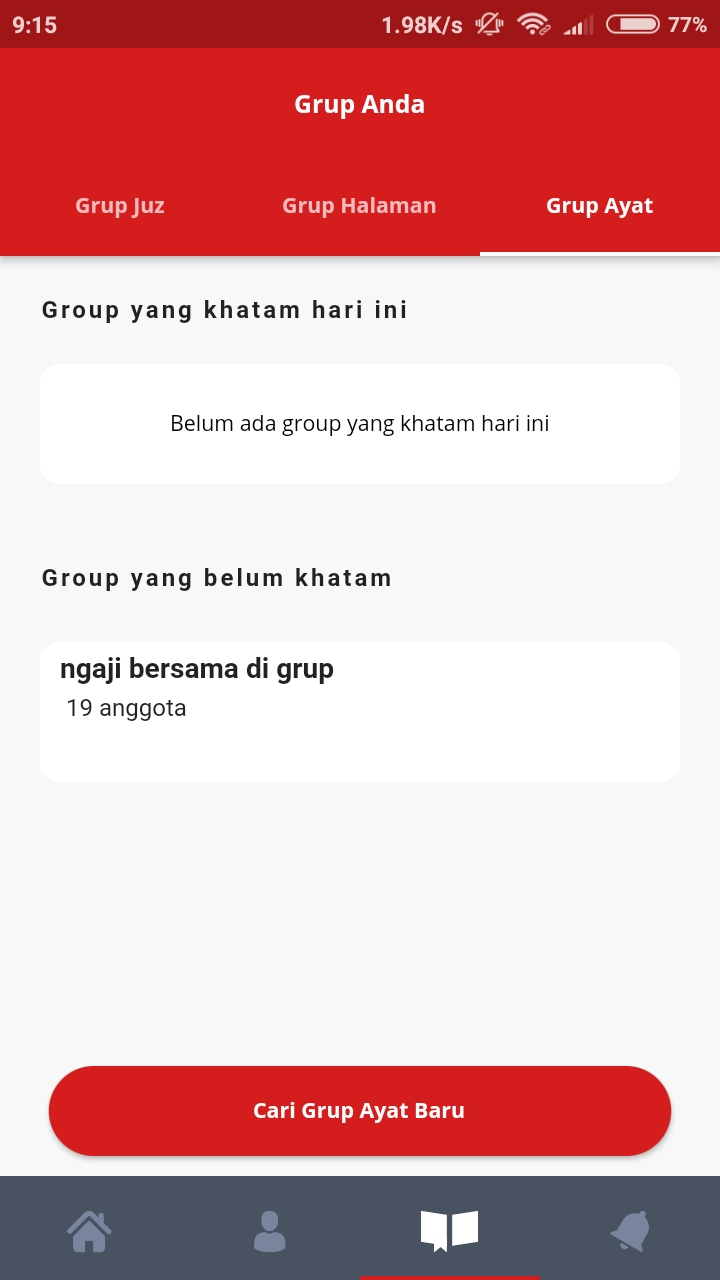 9:15
1.98K/s
77%
Grup Anda
Grup Juz
Grup Halaman
Grup Ayat
Group yang khatam hari ini
Belum ada group yang khatam hari ini
Group yang belum khatam
ngaji bersama di grup
19 anggota
Cari Grup Ayat Baru